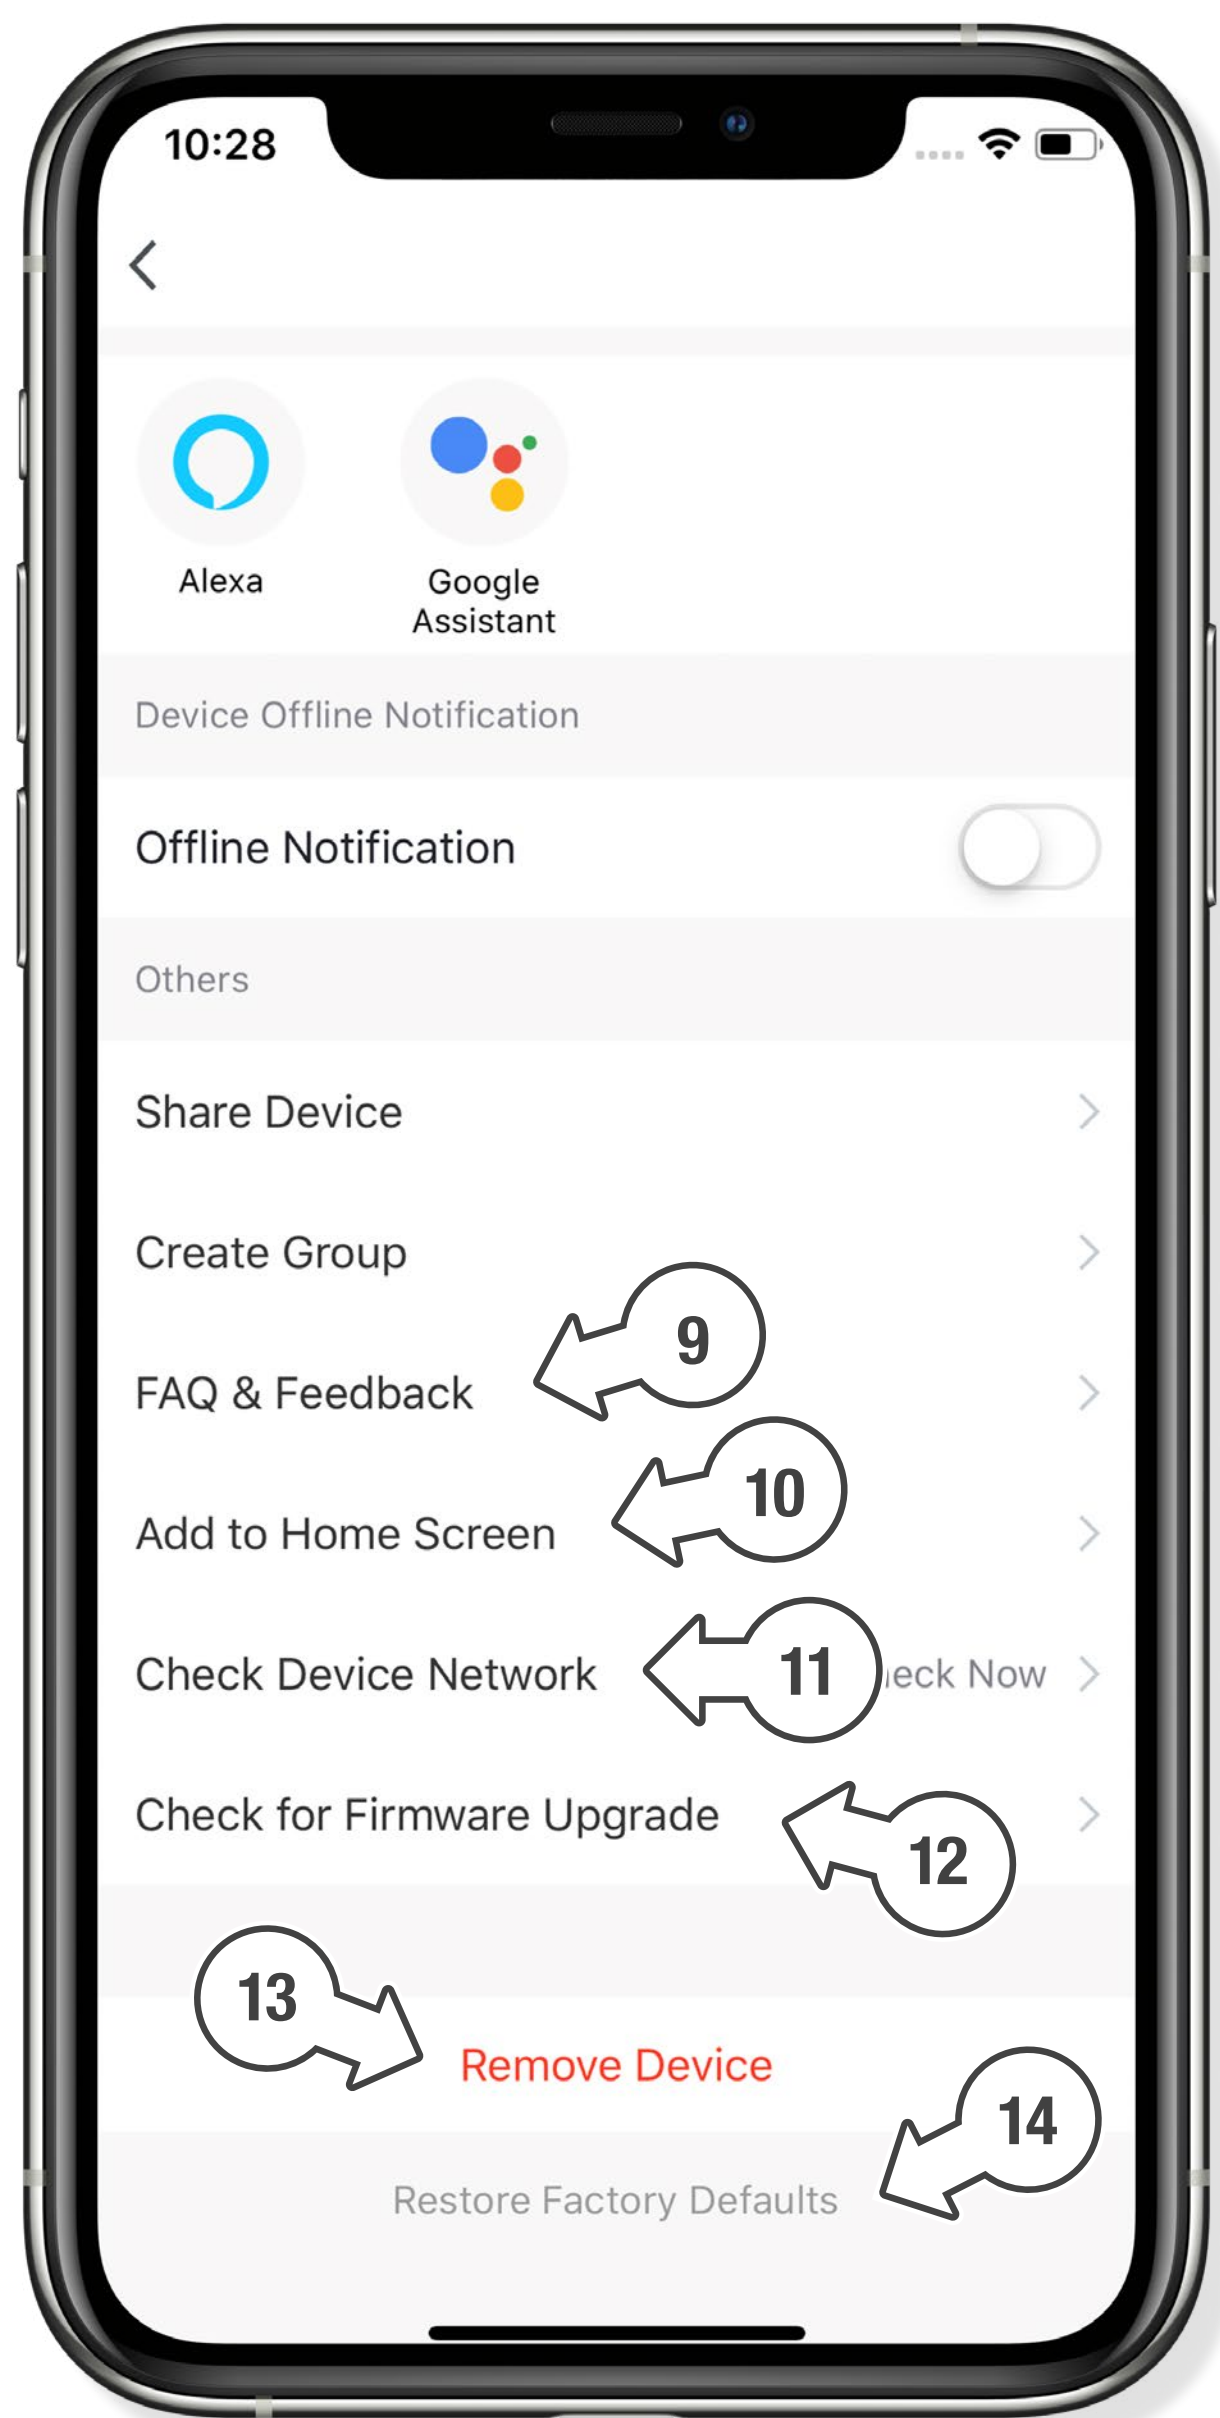 10:28
Alexa
Google
Assistant
Device Offline Notification
Offline Notification
Others
Share Device
Create Group
9
FAQ & Feedback
10
Add to Home Screen
Check Device Network
11
eck Now
Check for Firmware Upgrade
12
13
Remove Device
14
Restore Factory Defaults